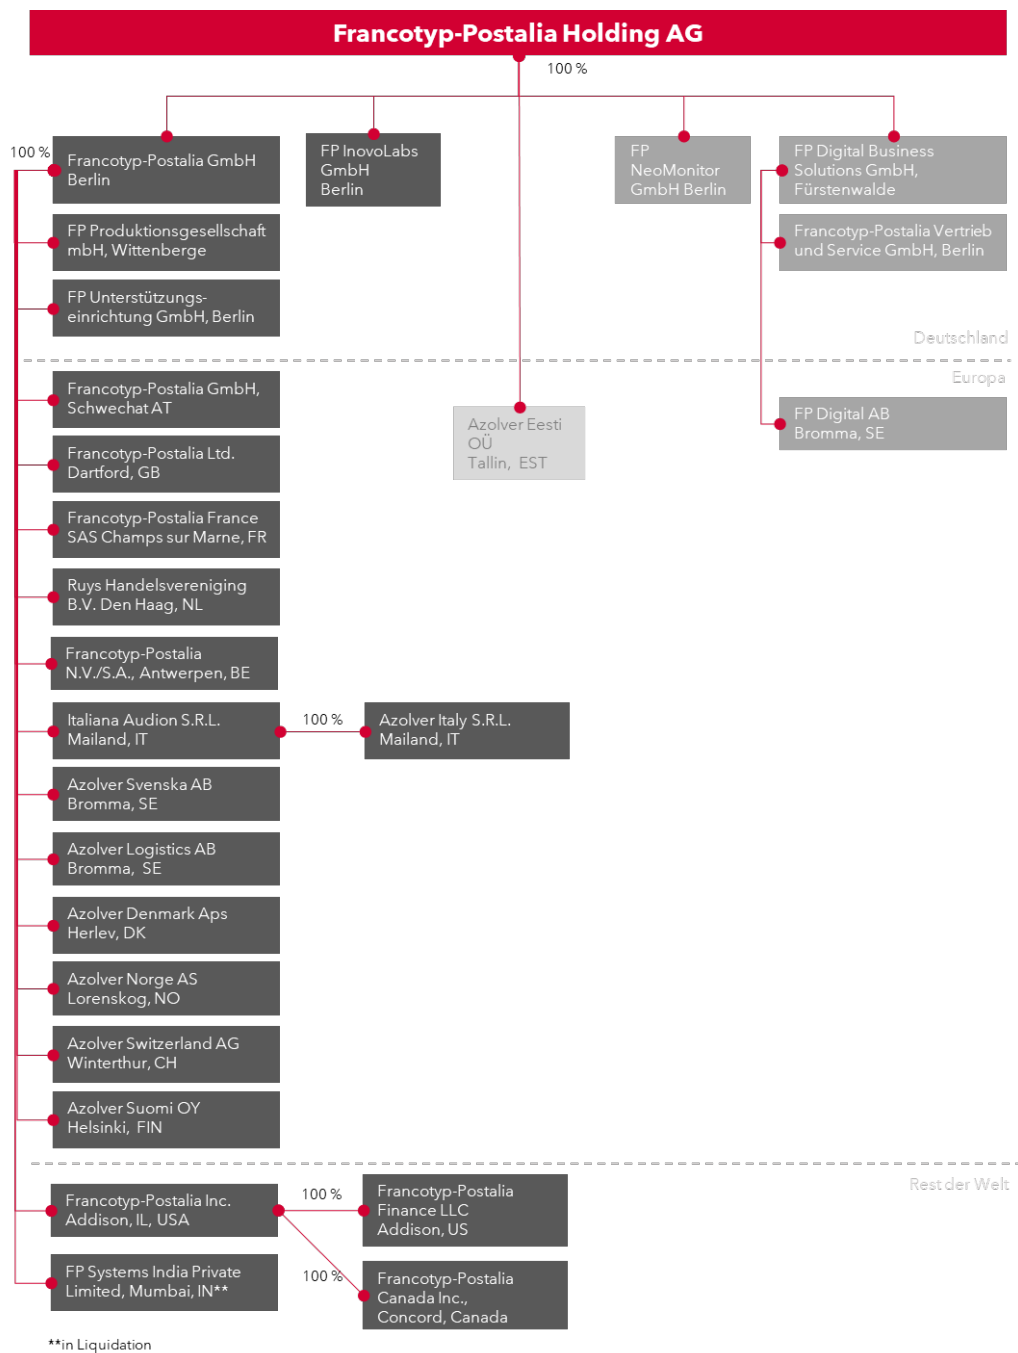 Francotyp-Postalia Holding AG
100 %
100 %
Francotyp-Postalia GmbH
Berlin
FP InovoLabs
GmbH
Berlin
FP
NeoMonitor
GmbH Berlin
FP Digital Business
Solutions GmbH,
Fürstenwalde
FP Produktionsgesellschaft
mbH, Wittenberge
Francotyp-Postalia Vertrieb
und Service GmbH, Berlin
FP Unterstützungs-
einrichtung GmbH, Berlin
Deutschland
Europa
Francotyp-Postalia GmbH,
Schwechat AT
Azolver Eesti
OÜ
Tallin, EST
FP Digital AB
Bromma, SE
Francotyp-Postalia Ltd.
Dartford, GB
Francotyp-Postalia France
SAS Champs sur Marne, FR
Ruys Handelsvereniging
B.V. Den Haag, NL
Francotyp-Postalia
N.V./S.A., Antwerpen, BE
Italiana Audion S.R.L.
Mailand, IT
100 %
Azolver Italy S.R.L.
Mailand, IT
Azolver Svenska AB
Bromma, SE
Azolver Logistics AB
Bromma, SE
Azolver Denmark Aps
Herlev, DK
Azolver Norge AS
Lorenskog, NO
Azolver Switzerland AG
Winterthur, CH
Azolver Suomi OY
Helsinki, FIN
Rest der Welt
Francotyp-Postalia Inc.
Addison, IL, USA
100 %
Francotyp-Postalia
Finance LLC
Addison, US
FP Systems India Private
Limited, Mumbai, IN**
100 %
Francotyp-Postalia
Canada Inc.,
Concord, Canada
**in Liquidation